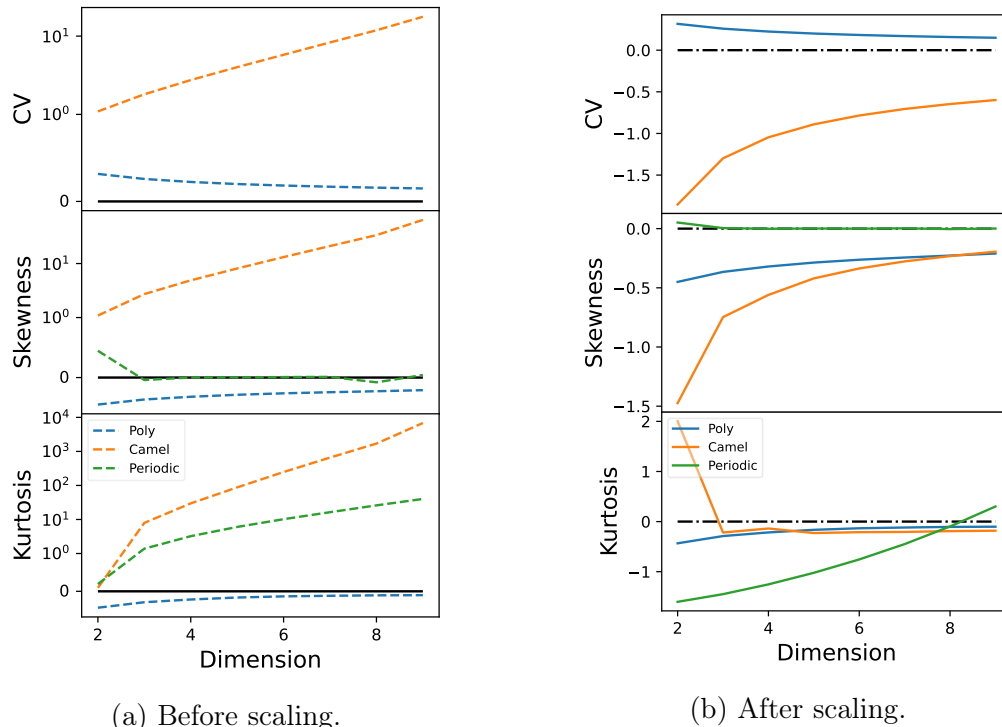 CV
10¹
10⁰
0
Skewness
10¹
10⁰
0
Kurtosis
10⁴
10³
10²
10¹
10⁰
0
Poly
Camel
Periodic
2 4 6 8
Dimension
(a) Before scaling.
CV
0.0
−0.5
−1.0
−1.5
Skewness
0.0
−0.5
−1.0
−1.5
Kurtosis
2
1
0
−1
Poly
Camel
Periodic
2 4 6 8
Dimension
(b) After scaling.